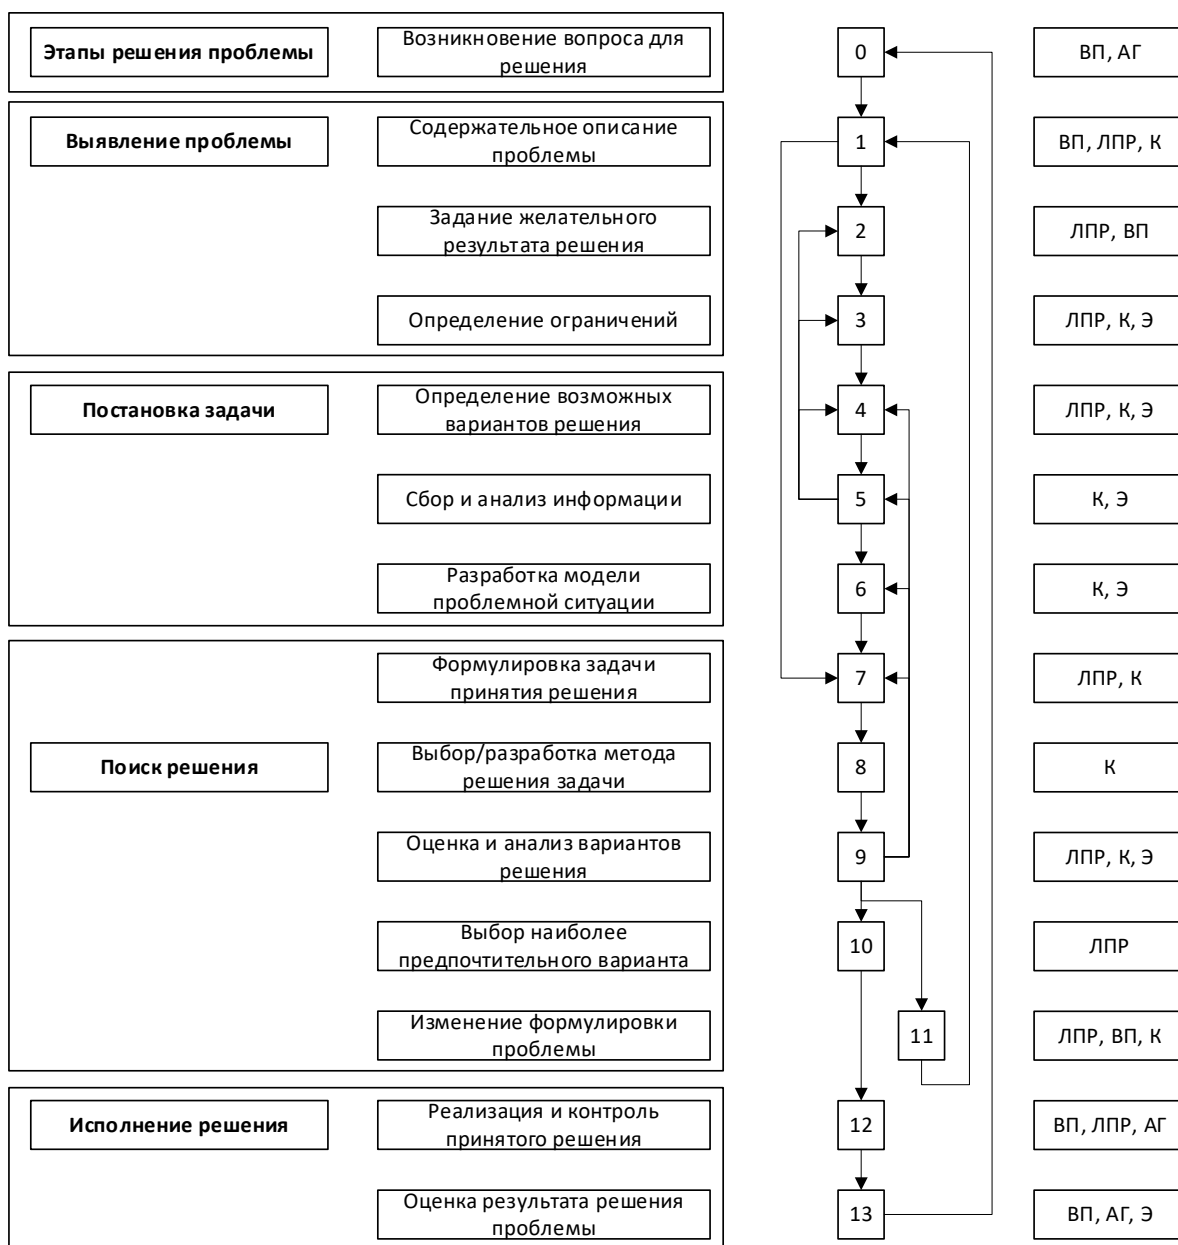 Этапы решения проблемы
Возникновение вопроса для
решения
0
ВП, АГ
Выявление проблемы
Содержательное описание
проблемы
1
ВП, ЛПР, К
Задание желательного
результата решения
2
ЛПР, ВП
Определение ограничений
3
ЛПР, К, Э
Постановка задачи
Определение возможных
вариантов решения
4
ЛПР, К, Э
Сбор и анализ информации
5
К, Э
Разработка модели
проблемной ситуации
6
К, Э
Формулировка задачи
принятия решения
7
ЛПР, К
Поиск решения
Выбор/разработка метода
решения задачи
8
К
Оценка и анализ вариантов
решения
9
ЛПР, К, Э
Выбор наиболее
предпочтительного варианта
10
ЛПР
Изменение формулировки
проблемы
11
ЛПР, ВП, К
Исполнение решения
Реализация и контроль
принятого решения
12
ВП, ЛПР, АГ
Оценка результата решения
проблемы
13
ВП, АГ, Э